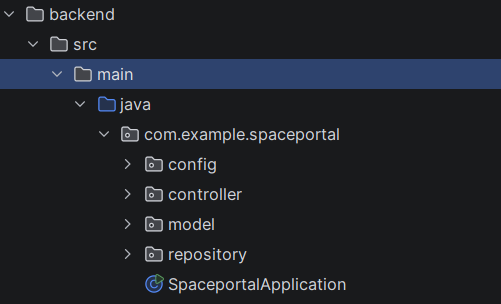 backend
src
main
java
com.example.spaceportal
config
controller
model
repository
SpaceportalApplication